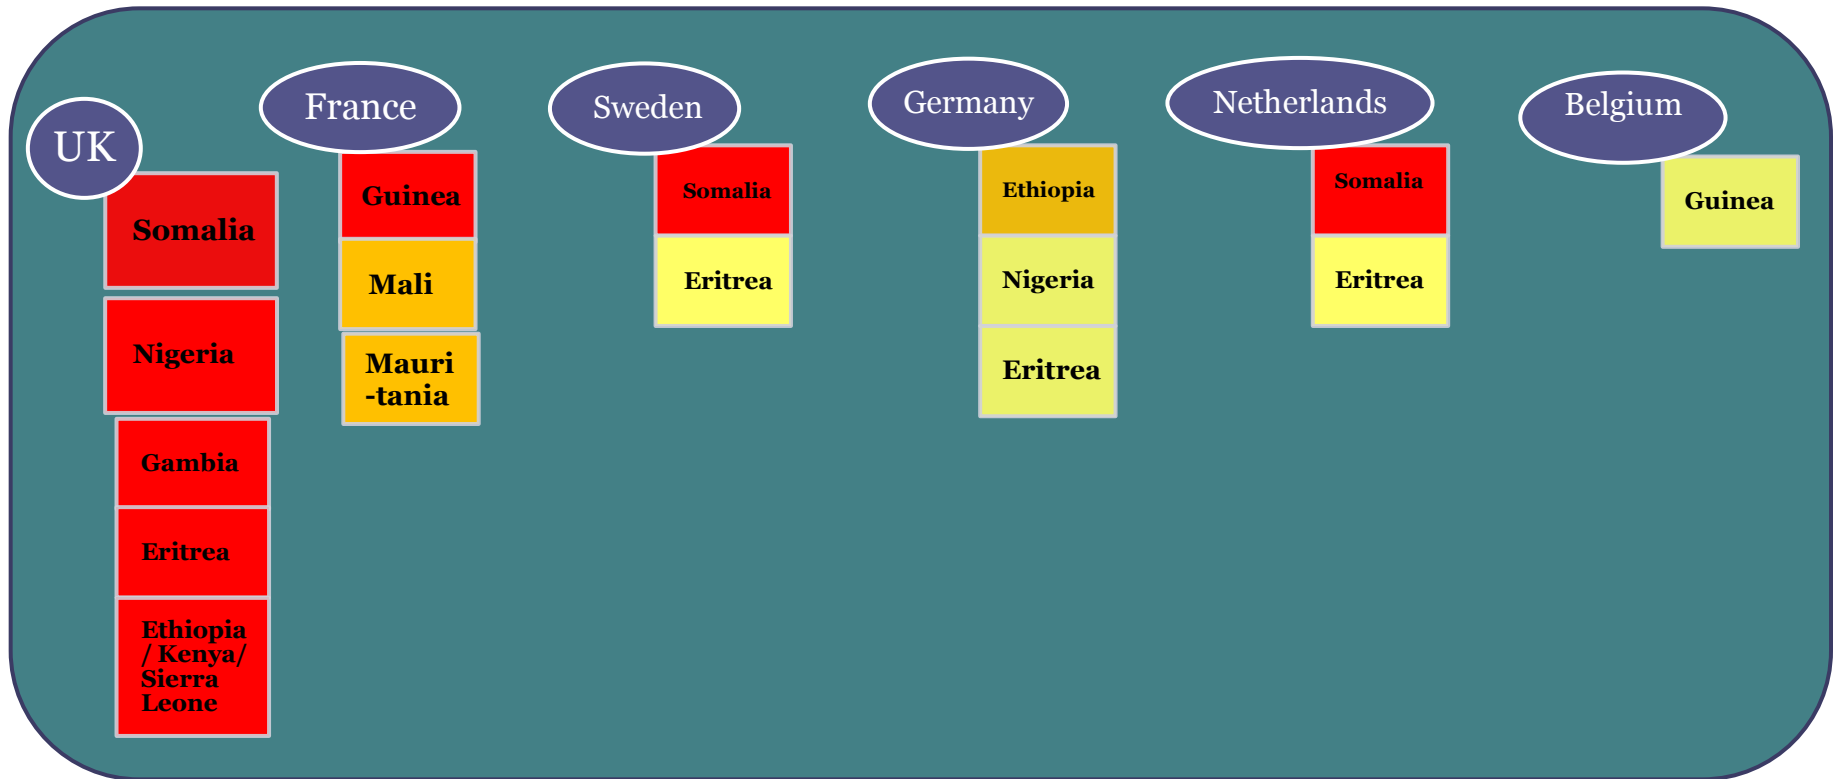 UK
Somalia
Nigeria
Gambia
Eritrea
Ethiopia
/ Kenya/
Sierra
Leone
France
Guinea
Mali
Mauri
-tania
Sweden
Somalia
Eritrea
Germany
Ethiopia
Nigeria
Eritrea
Netherlands
Somalia
Eritrea
Belgium
Guinea